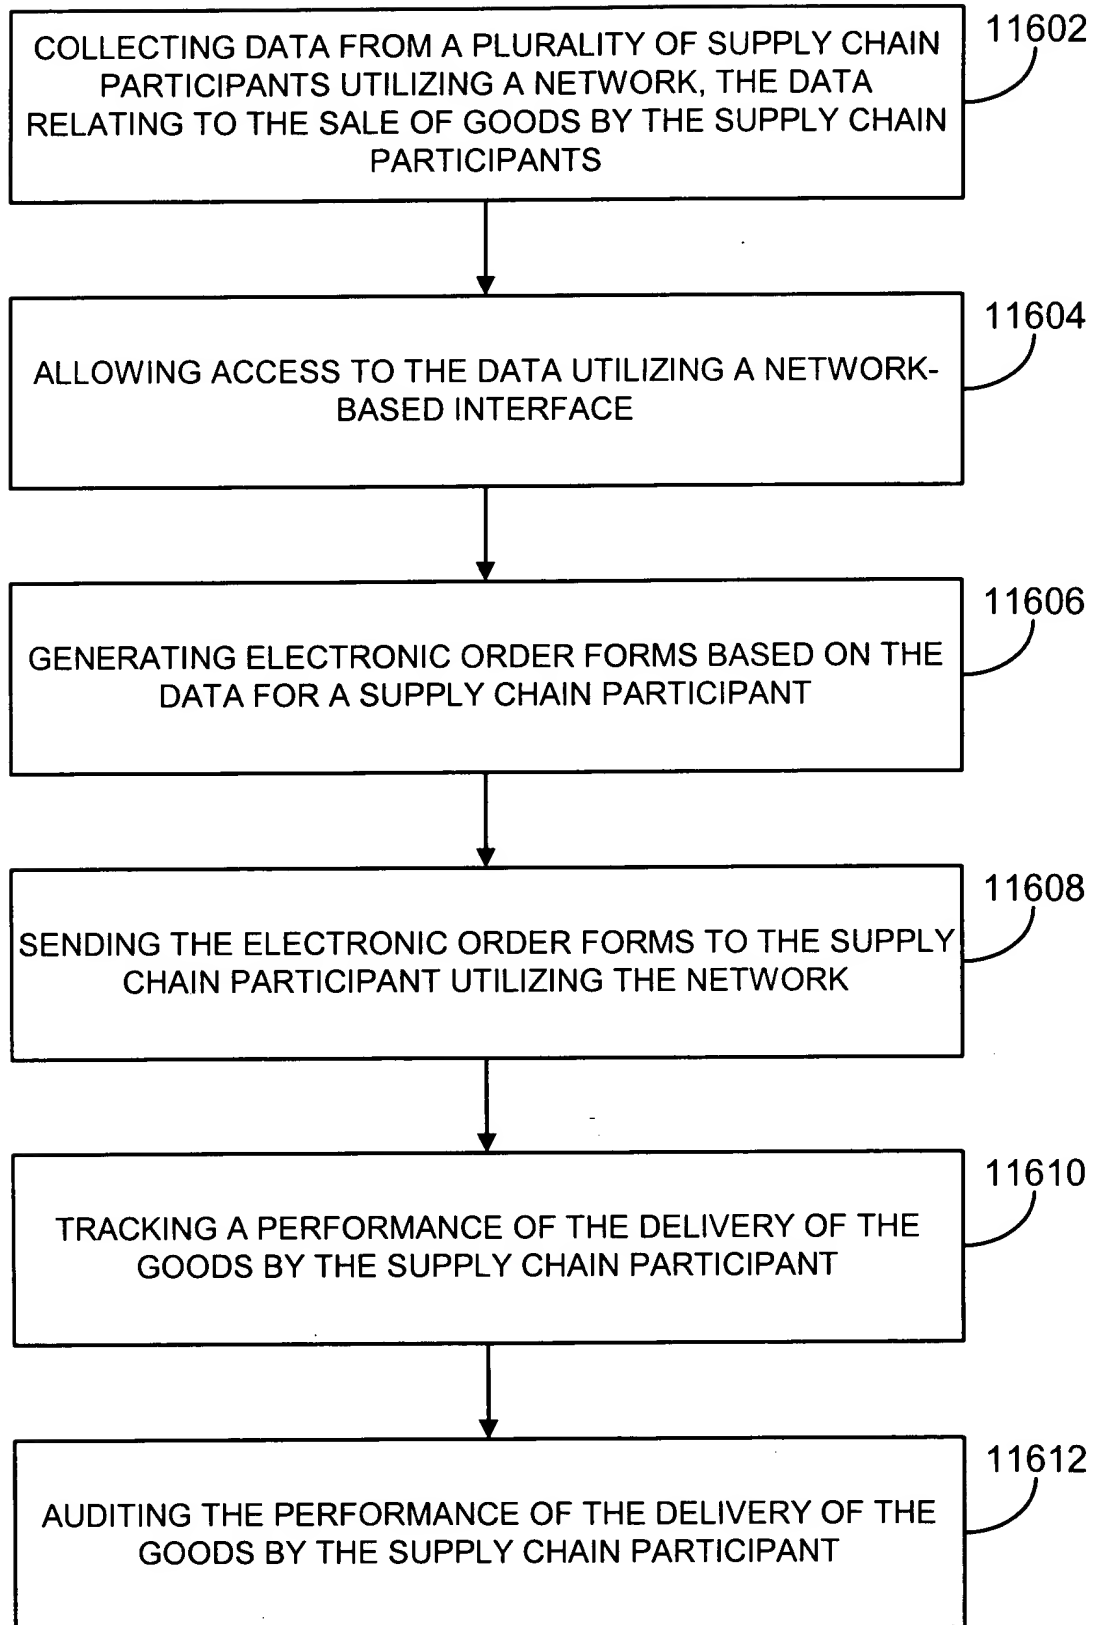 COLLECTING DATA FROM A PLURALITY OF SUPPLY CHAIN
PARTICIPANTS UTILIZING A NETWORK, THE DATA
RELATING TO THE SALE OF GOODS BY THE SUPPLY CHAIN
PARTICIPANTS
11602
ALLOWING ACCESS TO THE DATA UTILIZING A NETWORK-
BASED INTERFACE
11604
GENERATING ELECTRONIC ORDER FORMS BASED ON THE
DATA FOR A SUPPLY CHAIN PARTICIPANT
11606
SENDING THE ELECTRONIC ORDER FORMS TO THE SUPPLY
CHAIN PARTICIPANT UTILIZING THE NETWORK
11608
TRACKING A PERFORMANCE OF THE DELIVERY OF THE
GOODS BY THE SUPPLY CHAIN PARTICIPANT
11610
AUDITING THE PERFORMANCE OF THE DELIVERY OF THE
GOODS BY THE SUPPLY CHAIN PARTICIPANT
11612